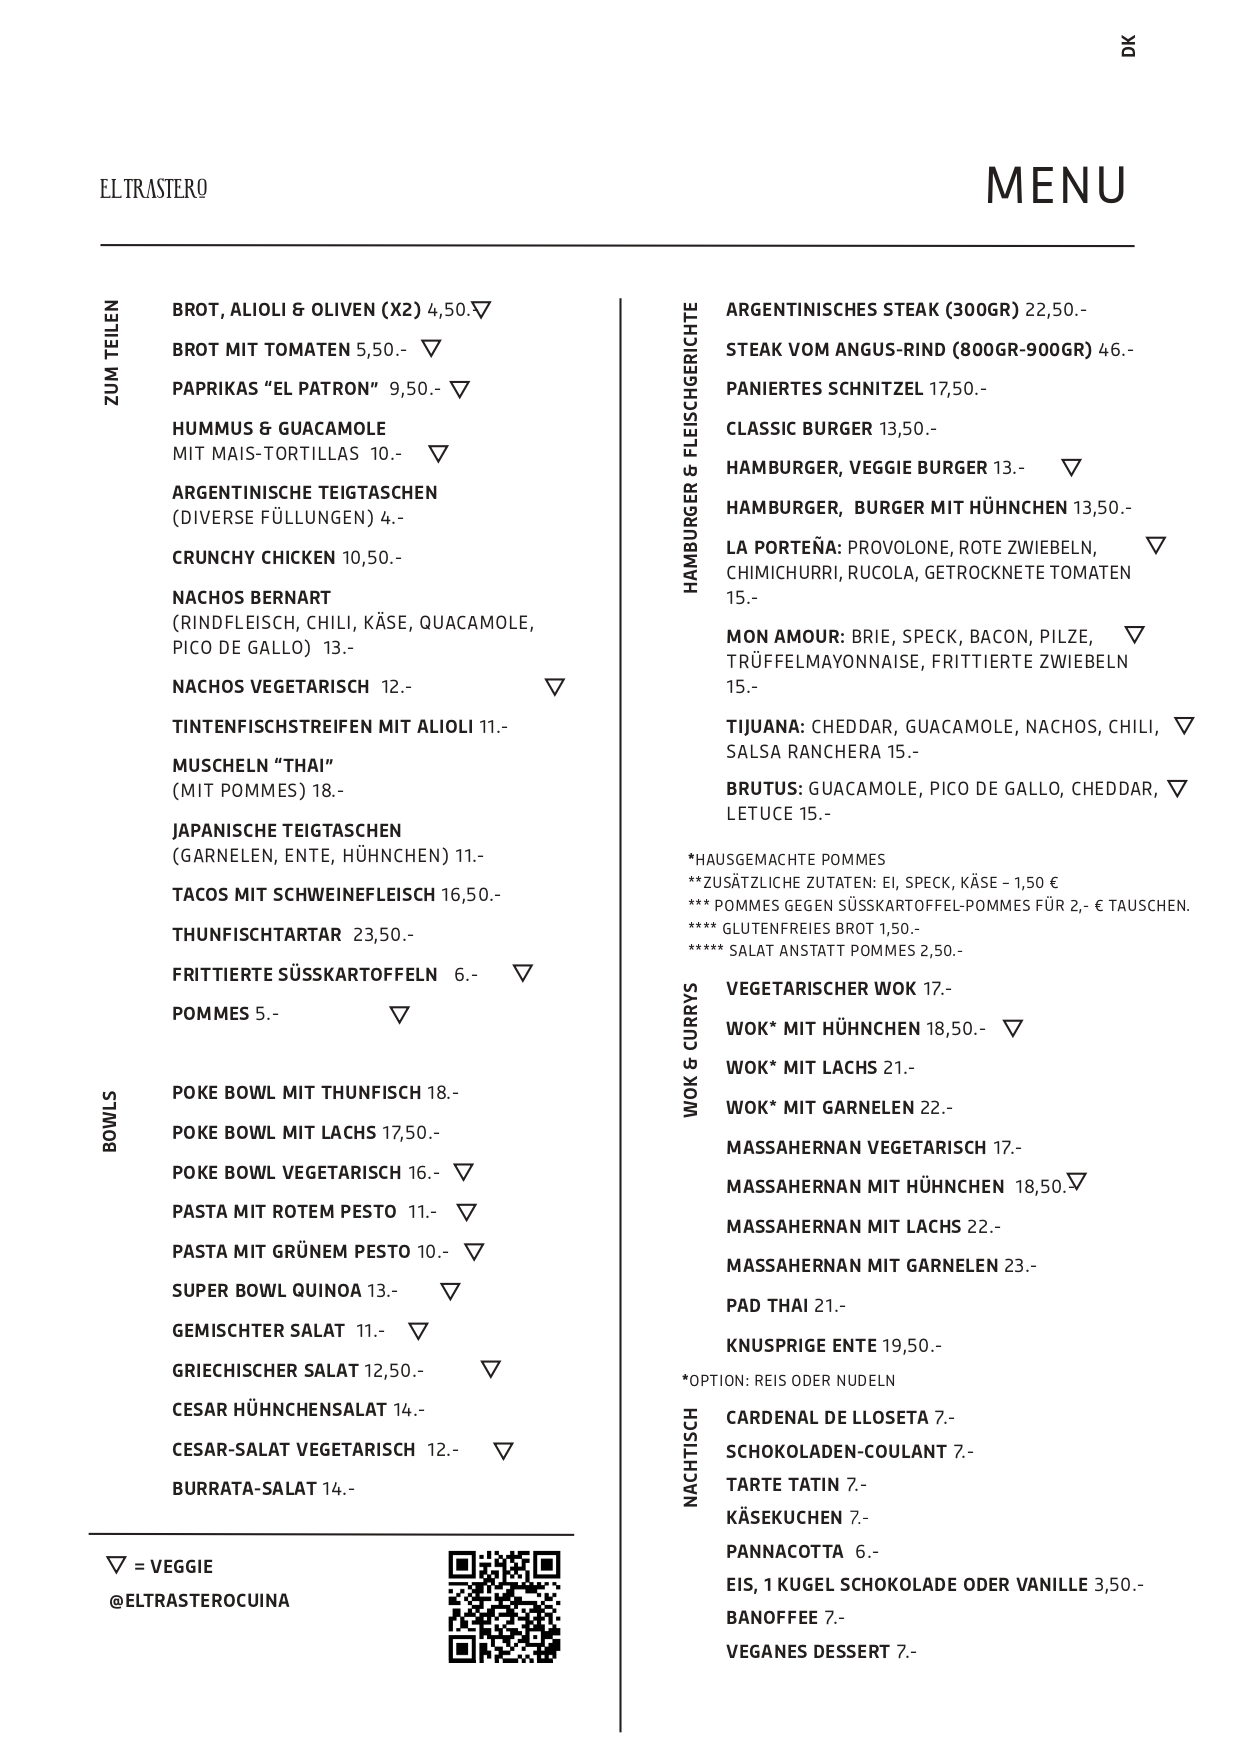 DK
EL TRASTERO
MENU
ZUM TEILEN
BROT, ALIOLI & OLIVEN (X2) 4,50.-
BROT MIT TOMATEN 5,50.-
PAPRIKAS “EL PATRON” 9,50.-
HUMMUS & GUACAMOLE
MIT MAIS-TORTILLAS 10.-
ARGENTINISCHE TEIGTASCHEN
(DIVERSE FÜLLUNGEN) 4.-
CRUNCHY CHICKEN 10,50.-
NACHOS BERNART
(RINDFLEISCH, CHILI, KÄSE, QUACAMOLE,
PICO DE GALLO) 13.-
NACHOS VEGETARISCH 12.-
TINTENFISCHSTREIFEN MIT ALIOLI 11.-
MUSCHELN “THAI”
(MIT POMMES) 18.-
JAPANISCHE TEIGTASCHEN
(GARNELEN, ENTE, HÜHNCHEN) 11.-
TACOS MIT SCHWEINEFLEISCH 16,50.-
THUNFISCHTARTAR 23,50.-
FRITTIERTE SÜSSKARTOFFELN 6.-
POMMES 5.-
BOWLS
POKE BOWL MIT THUNFISCH 18.-
POKE BOWL MIT LACHS 17,50.-
POKE BOWL VEGETARISCH 16.-
PASTA MIT ROTEM PESTO 11.-
PASTA MIT GRÜNEM PESTO 10.-
SUPER BOWL QUINOA 13.-
GEMISCHTER SALAT 11.-
GRIECHISCHER SALAT 12,50.-
CESAR HÜHNCHENSALAT 14.-
CESAR-SALAT VEGETARISCH 12.-
BURRATA-SALAT 14.-
= VEGGIE
@ELTRASTEROCUINA
HAMBURGER & FLEISCHGERICHTE
ARGENTINISCHES STEAK (300GR) 22,50.-
STEAK VOM ANGUS-RIND (800GR-900GR) 46.-
PANIERTES SCHNITZEL 17,50.-
CLASSIC BURGER 13,50.-
HAMBURGER, VEGGIE BURGER 13.-
HAMBURGER, BURGER MIT HÜHNCHEN 13,50.-
LA PORTEÑA: PROVOLONE, ROTE ZWIEBELN,
CHIMICHURRI, RUCOLA, GETROCKNETE TOMATEN
15.-
MON AMOUR: BRIE, SPECK, BACON, PILZE,
TRÜFFELMAYONNAISE, FRITTIERTE ZWIEBELN
15.-
TIJUANA: CHEDDAR, GUACAMOLE, NACHOS, CHILI,
SALSA RANCHERA 15.-
BRUTUS: GUACAMOLE, PICO DE GALLO, CHEDDAR,
LETUCE 15.-
*HAUSGEMACHTE POMMES
**ZUSÄTZLICHE ZUTATEN: EI, SPECK, KÄSE – 1,50 €
*** POMMES GEGEN SÜSSKARTOFFEL-POMMES FÜR 2,- € TAUSCHEN.
**** GLUTENFREIES BROT 1,50.-
***** SALAT ANSTATT POMMES 2,50.-
WOK & CURRYS
VEGETARISCHER WOK 17.-
WOK* MIT HÜHNCHEN 18,50.-
WOK* MIT LACHS 21.-
WOK* MIT GARNELEN 22.-
MASSAHERNAN VEGETARISCH 17.-
MASSAHERNAN MIT HÜHNCHEN 18,50.-
MASSAHERNAN MIT LACHS 22.-
MASSAHERNAN MIT GARNELEN 23.-
PAD THAI 21.-
KNUSPRIGE ENTE 19,50.-
*OPTION: REIS ODER NUDELN
NACHTISCH
CARDENAL DE LLOSETA 7.-
SCHOKOLADEN-COULANT 7.-
TARTE TATIN 7.-
KÄSEKUCHEN 7.-
PANNACOTTA 6.-
EIS, 1 KUGEL SCHOKOLADE ODER VANILLE 3,50.-
BANOFFEE 7.-
VEGANES DESSERT 7.-